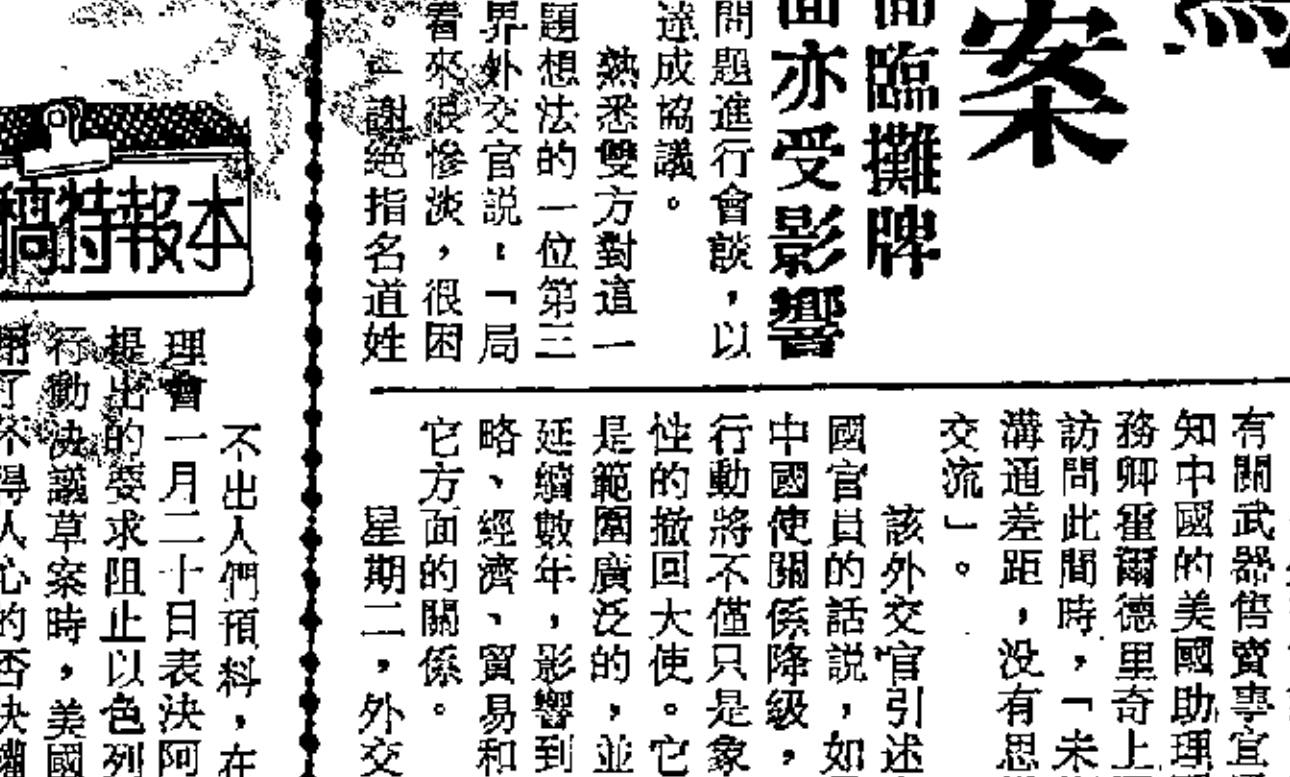 案
面臨攤牌
面亦受影響
問題進行會談，以
達成協議。
熱悉雙方對這一
題想法的一位第三
界外交官説：「局
看來很慘淡，很困
。」謝絕指名道姓
有關武器售賣事宜
知中國的美國助理
務卿霍爾德里奇上
訪問此間時，「未
溝通差距，没有思
交流」。
該外交官引述
國官員的話説，如
中國使關係降級，
行動將不僅只是象
性的撤回大使。它
是範圍廣泛的，並
延續數年，影響到
略、經濟、貿易和
它方面的關係。
星期二，外交
本報特稿
不出人們預料，在
理會一月二十日表決阿
提出的要求阻止以色列
行動决議草案時，美國
了不得人心的否决